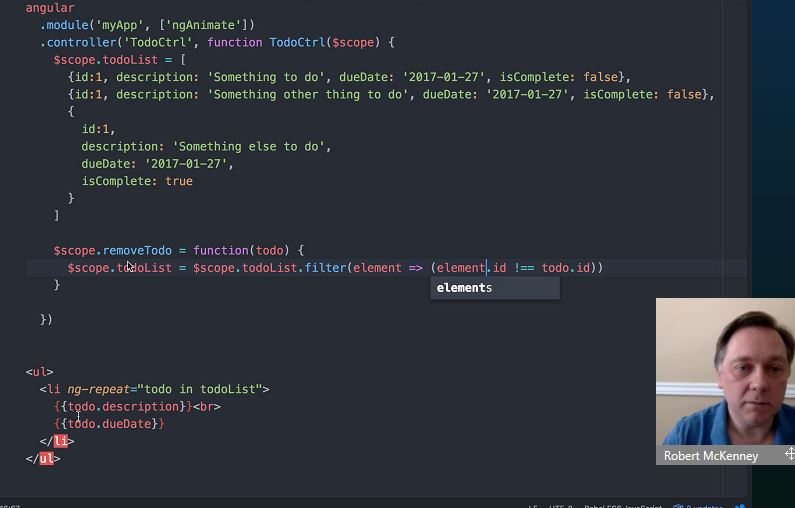 angular
.module('myApp', ['ngAnimate'])
.controller('TodoCtrl', function TodoCtrl($scope) {
$scope.todoList = [
{id:1, description: 'Something to do', dueDate: '2017-01-27', isComplete: false},
{id:1, description: 'Something other thing to do', dueDate: '2017-01-27', isComplete: false},
{
id:1,
description: 'Something else to do',
dueDate: '2017-01-27',
isComplete: true
}
]
$scope.removeTodo = function(todo) {
$scope.todoList = $scope.todoList.filter(element => (element.id !== todo.id))
}
elements
})
<ul>
<li ng-repeat="todo in todoList">
{{todo.description}}<br>
{{todo.dueDate}}
</li>
</ul>
Robert McKenney